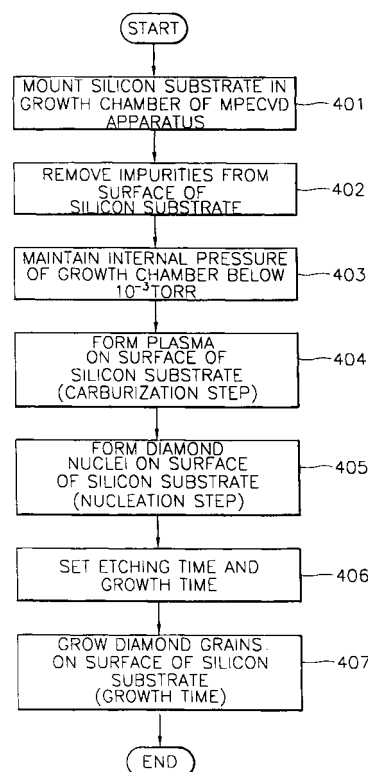 START
MOUNT SILICON SUBSTRATE IN
GROWTH CHAMBER OF MPECVD
APPARATUS
401
REMOVE IMPURITIES FROM
SURFACE OF
SILICON SUBSTRATE
402
MAINTAIN INTERNAL PRESSURE
OF GROWTH CHAMBER BELOW
10⁻³TORR
403
FORM PLASMA
ON SURFACE OF
SILICON SUBSTRATE
(CARBURIZATION STEP)
404
FORM DIAMOND
NUCLEI ON SURFACE
OF SILICON SUBSTRATE
(NUCLEATION STEP)
405
SET ETCHING TIME AND
GROWTH TIME
406
GROW DIAMOND GRAINS
ON SURFACE OF SILICON
SUBSTRATE
(GROWTH TIME)
407
END